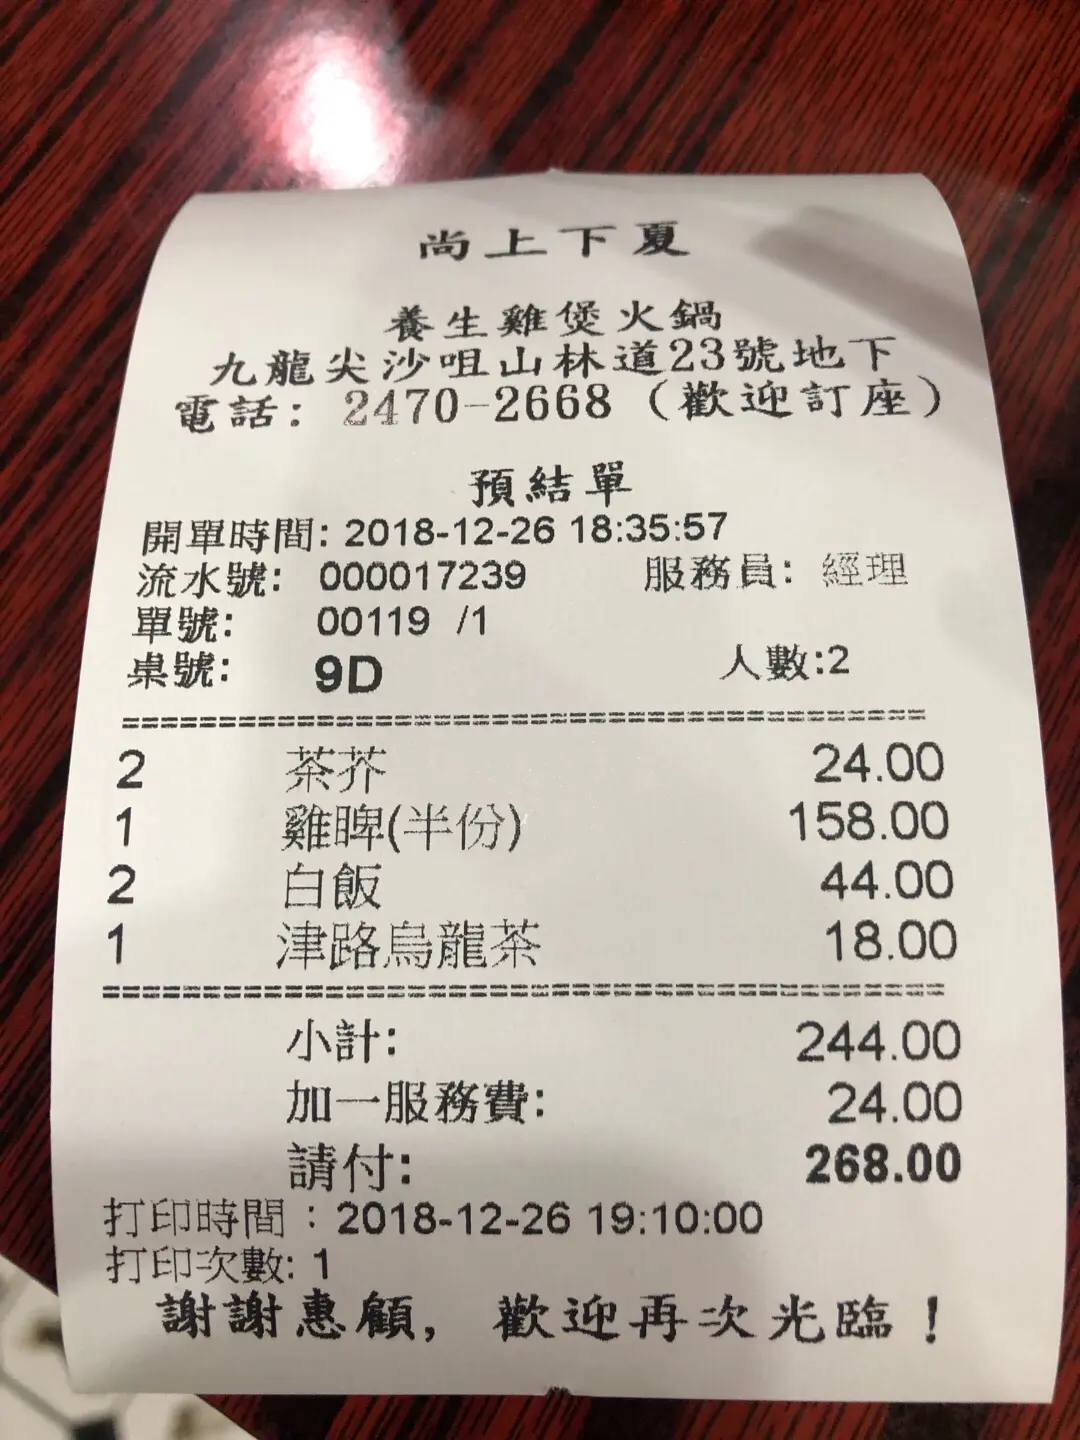 尚上下夏
養生雞煲火鍋
九龍尖沙咀山林道23號地下
電話: 2470-2668 (歡迎訂座)
預結單
開單時間: 2018-12-26 18:35:57
流水號: 000017239 服務員: 經理
單號: 00119 /1
桌號: 9D 人數:2
2 茶芥 24.00
1 雞髀(半份) 158.00
2 白飯 44.00
1 津路烏龍茶 18.00
小計: 244.00
加一服務費: 24.00
請付: 268.00
打印時間 : 2018-12-26 19:10:00
打印次數: 1
謝謝惠顧, 歡迎再次光臨!